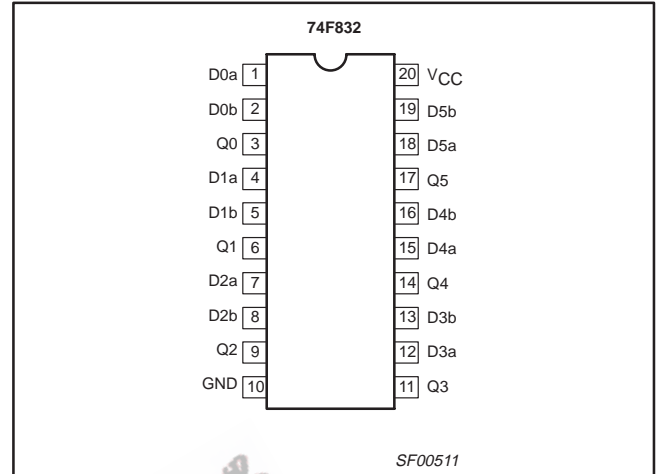 74F832
D0a 1 20 VCC
D0b 2 19 D5b
Q0 3 18 D5a
D1a 4 17 Q5
D1b 5 16 D4b
Q1 6 15 D4a
D2a 7 14 Q4
D2b 8 13 D3b
Q2 9 12 D3a
GND 10 11 Q3
SF00511